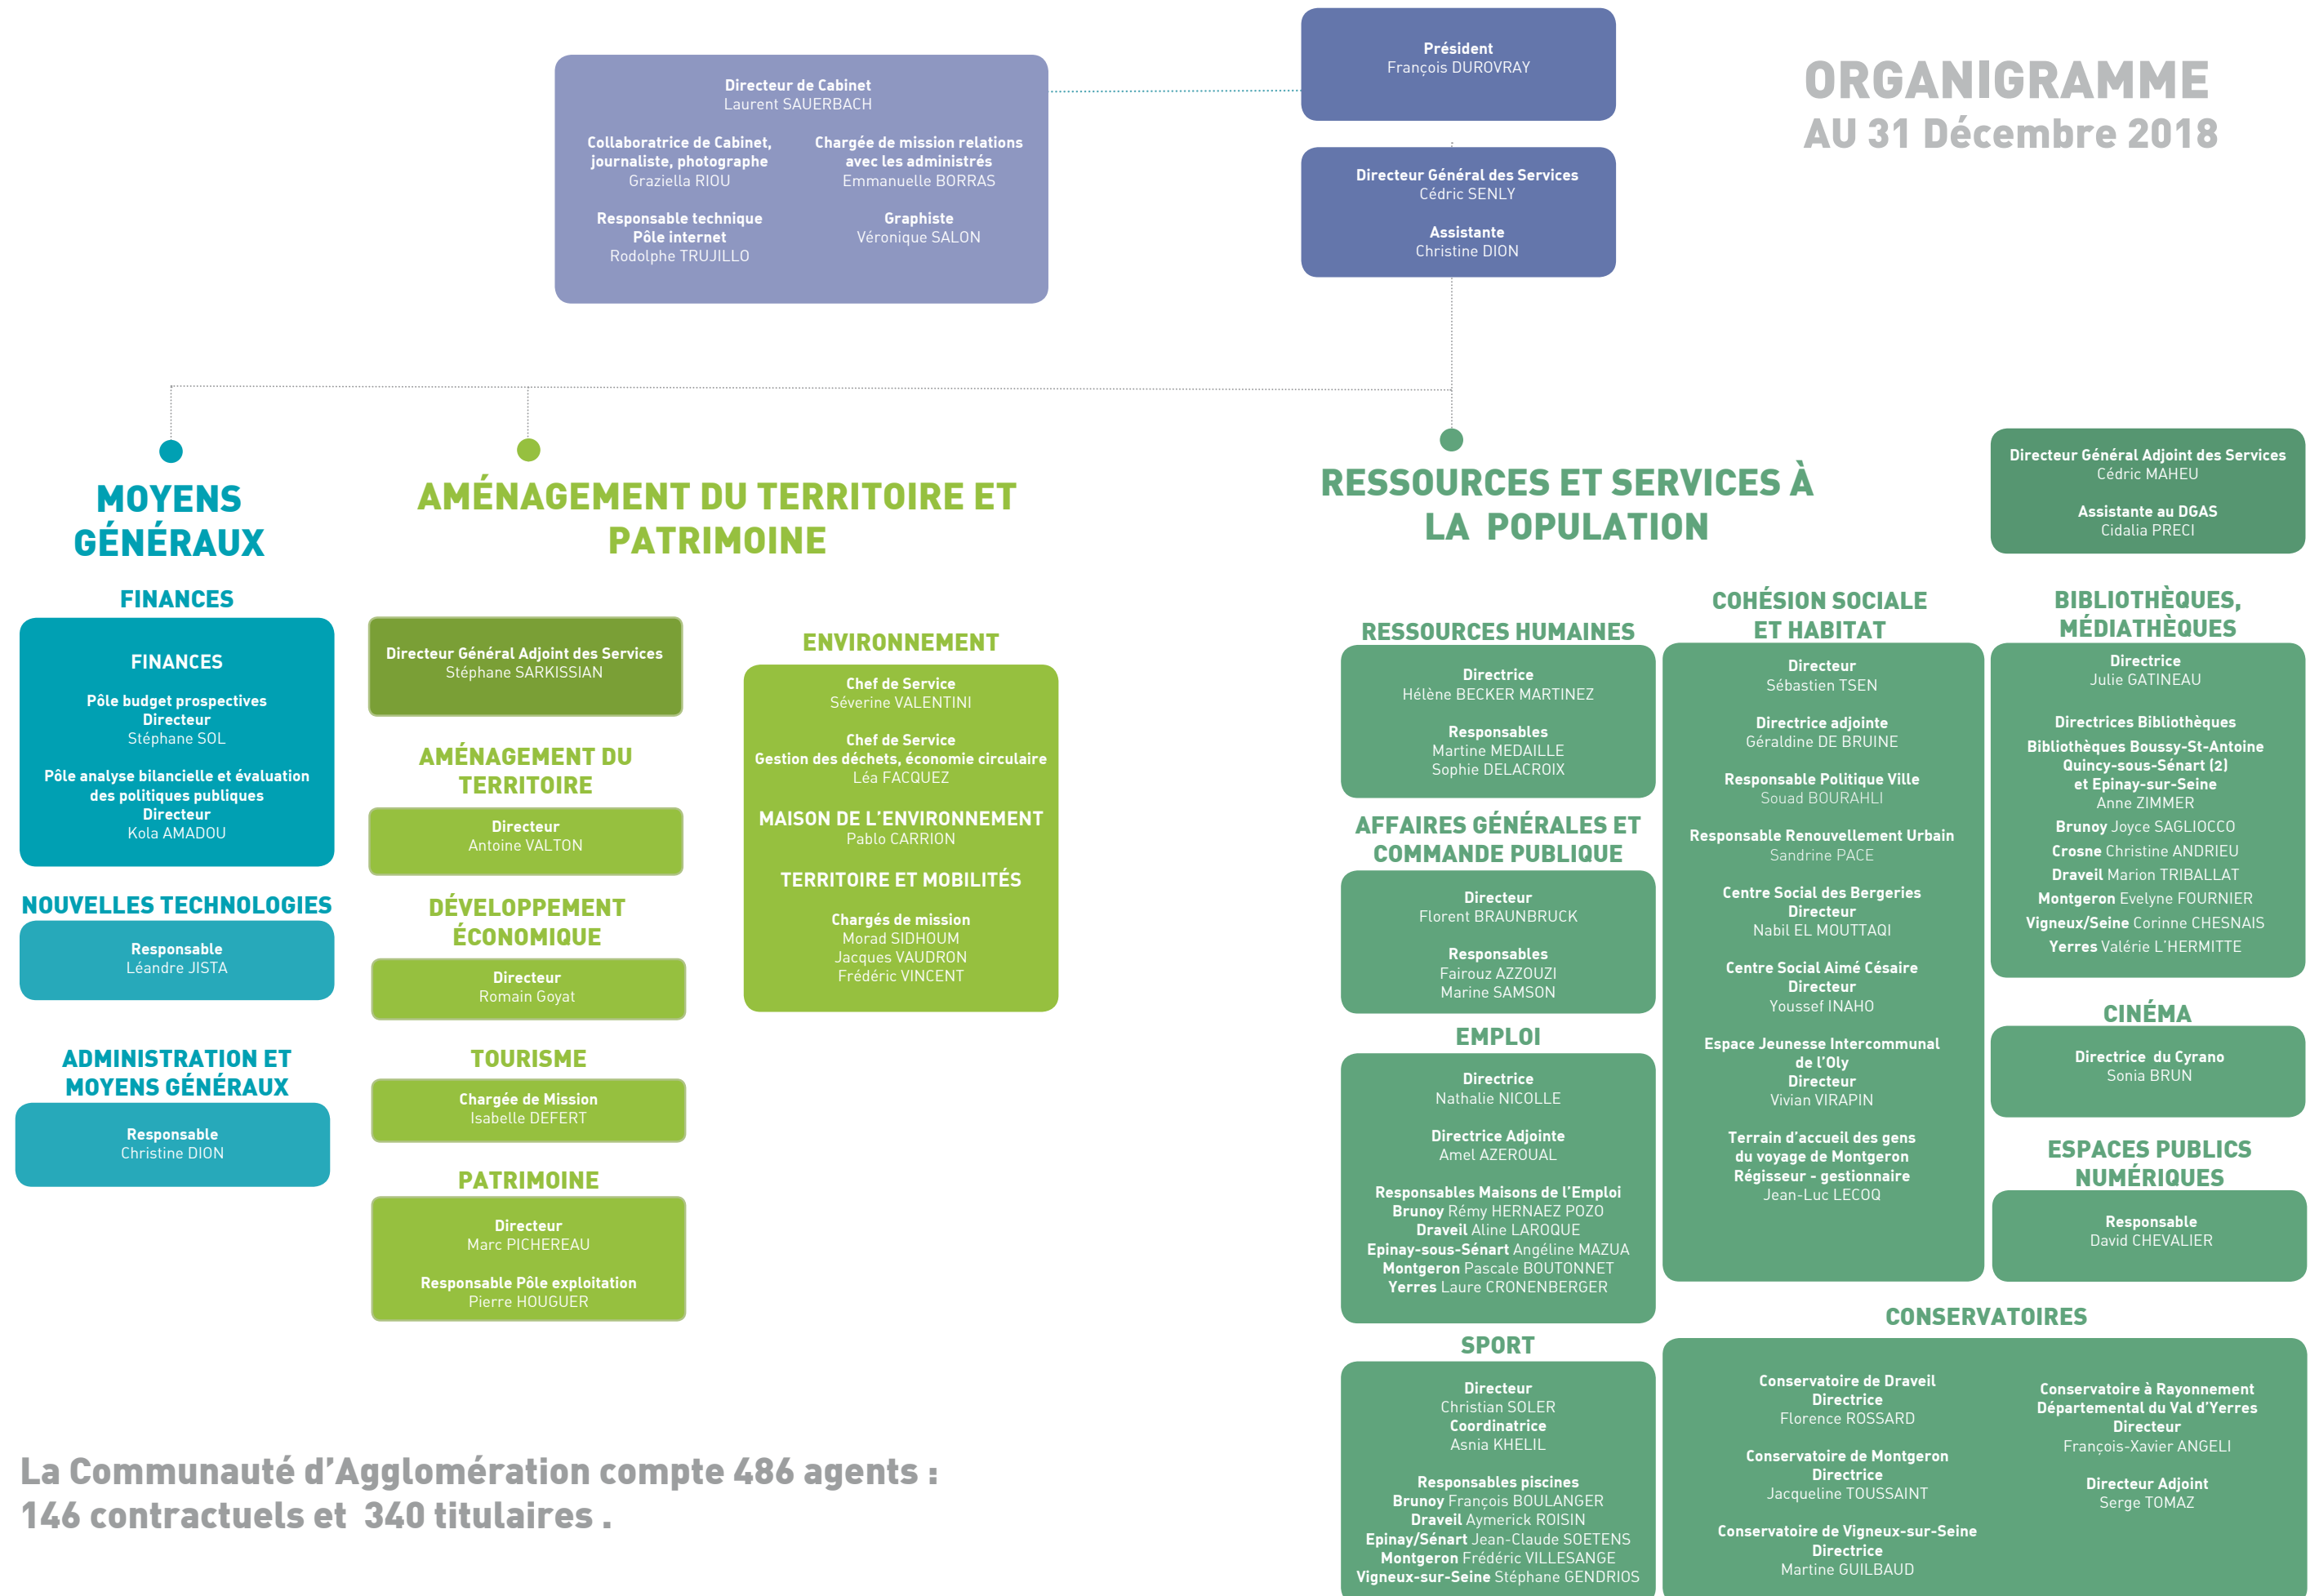 ORGANIGRAMME
AU 31 Décembre 2018
Président
François DUROVRAY
Directeur de Cabinet
Laurent SAUERBACH
Collaboratrice de Cabinet,
journaliste, photographe
Graziella RIOU
Responsable technique
Pôle internet
Rodolphe TRUJILLO
Chargée de mission relations
avec les administrés
Emmanuelle BORRAS
Graphiste
Véronique SALON
Directeur Général des Services
Cédric SENLY
Assistante
Christine DION
MOYENS
GÉNÉRAUX
FINANCES
FINANCES
Pôle budget prospectives
Directeur
Stéphane SOL
Pôle analyse bilancielle et évaluation
des politiques publiques
Directeur
Kola AMADOU
NOUVELLES TECHNOLOGIES
Responsable
Léandre JISTA
ADMINISTRATION ET
MOYENS GÉNÉRAUX
Responsable
Christine DION
AMÉNAGEMENT DU TERRITOIRE ET
PATRIMOINE
Directeur Général Adjoint des Services
Stéphane SARKISSIAN
AMÉNAGEMENT DU
TERRITOIRE
Directeur
Antoine VALTON
DÉVELOPPEMENT
ÉCONOMIQUE
Directeur
Romain Goyat
TOURISME
Chargée de Mission
Isabelle DEFERT
PATRIMOINE
Directeur
Marc PICHEREAU
Responsable Pôle exploitation
Pierre HOUGUER
ENVIRONNEMENT
Chef de Service
Séverine VALENTINI
Chef de Service
Gestion des déchets, économie circulaire
Léa FACQUEZ
MAISON DE L'ENVIRONNEMENT
Pablo CARRION
TERRITOIRE ET MOBILITÉS
Chargés de mission
Morad SIDHOUM
Jacques VAUDRON
Frédéric VINCENT
RESSOURCES ET SERVICES À
LA POPULATION
Directeur Général Adjoint des Services
Cédric MAHEU
Assistante au DGAS
Cidalia PRECI
RESSOURCES HUMAINES
Directrice
Hélène BECKER MARTINEZ
Responsables
Martine MEDAILLE
Sophie DELACROIX
AFFAIRES GÉNÉRALES ET
COMMANDE PUBLIQUE
Directeur
Florent BRAUNBRUCK
Responsables
Fairouz AZZOUZI
Marine SAMSON
EMPLOI
Directrice
Nathalie NICOLLE
Directrice Adjointe
Amel AZEROUAL
Responsables Maisons de l'Emploi
Brunoy Rémy HERNAEZ POZO
Draveil Aline LAROQUE
Epinay-sous-Sénart Angéline MAZUA
Montgeron Pascale BOUTONNET
Yerres Laure CRONENBERGER
SPORT
Directeur
Christian SOLER
Coordinatrice
Asnia KHELIL
Responsables piscines
Brunoy François BOULANGER
Draveil Aymerick ROISIN
Epinay/Sénart Jean-Claude SOETENS
Montgeron Frédéric VILLESANGE
Vigneux-sur-Seine Stéphane GENDRIOS
COHÉSION SOCIALE
ET HABITAT
Directeur
Sébastien TSEN
Directrice adjointe
Géraldine DE BRUINE
Responsable Politique Ville
Souad BOURAHLI
Responsable Renouvellement Urbain
Sandrine PACE
Centre Social des Bergeries
Directeur
Nabil EL MOUTTAQI
Centre Social Aimé Césaire
Directeur
Youssef INAHO
Espace Jeunesse Intercommunal
de l'Oly
Directeur
Vivian VIRAPIN
Terrain d'accueil des gens
du voyage de Montgeron
Régisseur - gestionnaire
Jean-Luc LECOQ
BIBLIOTHÈQUES,
MÉDIATHÈQUES
Directrice
Julie GATINEAU
Directrices Bibliothèques
Bibliothèques Boussy-St-Antoine
Quincy-sous-Sénart (2)
et Epinay-sur-Seine
Anne ZIMMER
Brunoy Joyce SAGLIOCCO
Crosne Christine ANDRIEU
Draveil Marion TRIBALLAT
Montgeron Evelyne FOURNIER
Vigneux/Seine Corinne CHESNAIS
Yerres Valérie L'HERMITTE
CINÉMA
Directrice du Cyrano
Sonia BRUN
ESPACES PUBLICS
NUMÉRIQUES
Responsable
David CHEVALIER
CONSERVATOIRES
Conservatoire de Draveil
Directrice
Florence ROSSARD
Conservatoire de Montgeron
Directrice
Jacqueline TOUSSAINT
Conservatoire de Vigneux-sur-Seine
Directrice
Martine GUILBAUD
Conservatoire à Rayonnement
Départemental du Val d'Yerres
Directeur
François-Xavier ANGELI
Directeur Adjoint
Serge TOMAZ
La Communauté d'Agglomération compte 486 agents :
146 contractuels et 340 titulaires .